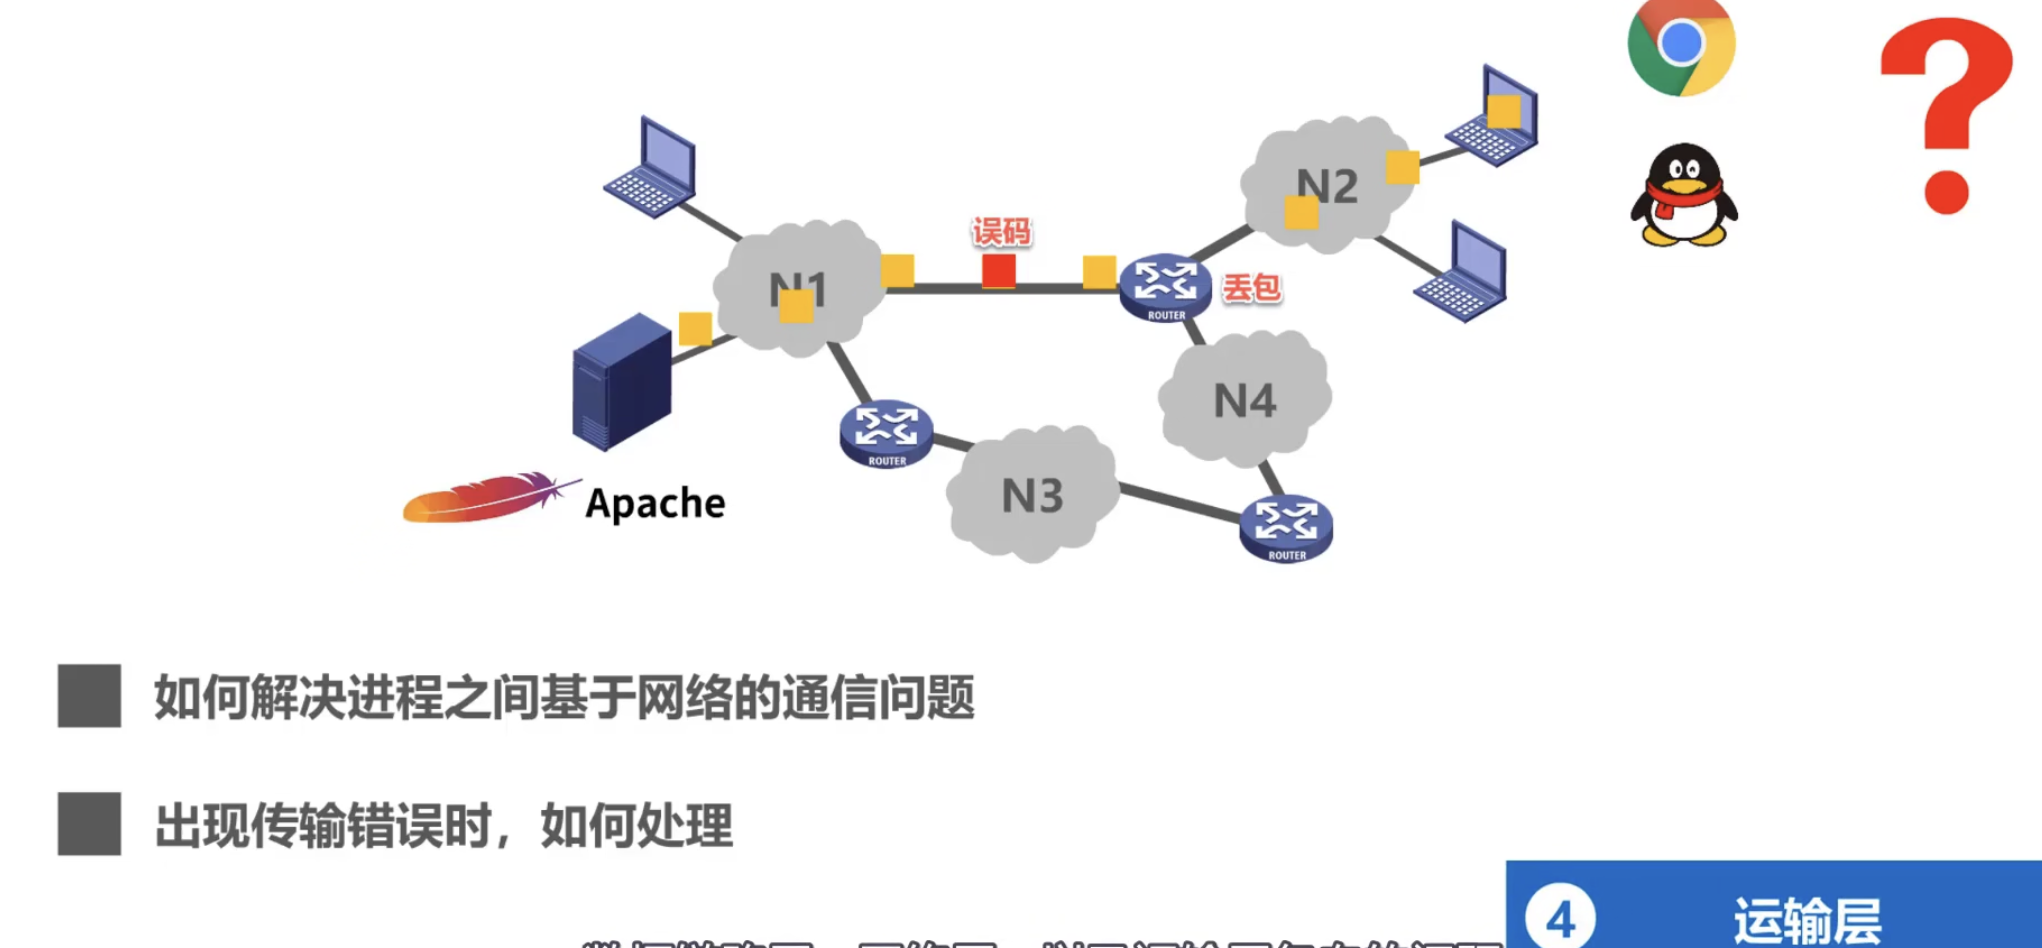 误码
N2
N1
丢包
ROUTER
N4
ROUTER
N3
Apache
ROUTER
如何解决进程之间基于网络的通信问题
出现传输错误时，如何处理
4 运输层